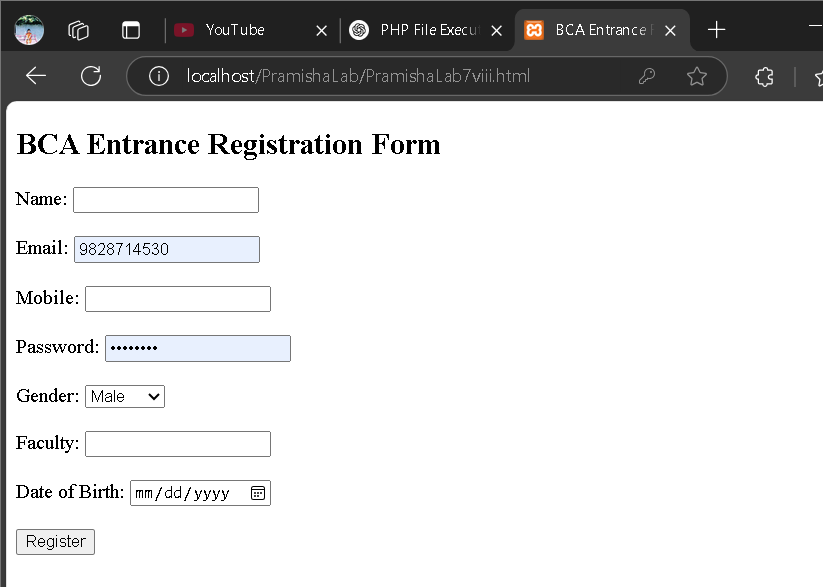 YouTube
PHP File Execut
BCA Entrance F
localhost/PramishaLab/PramishaLab7viii.html
BCA Entrance Registration Form
Name:
Email: 9828714530
Mobile:
Password: ••••••••
Gender: Male
Faculty:
Date of Birth: mm/dd/yyyy
Register